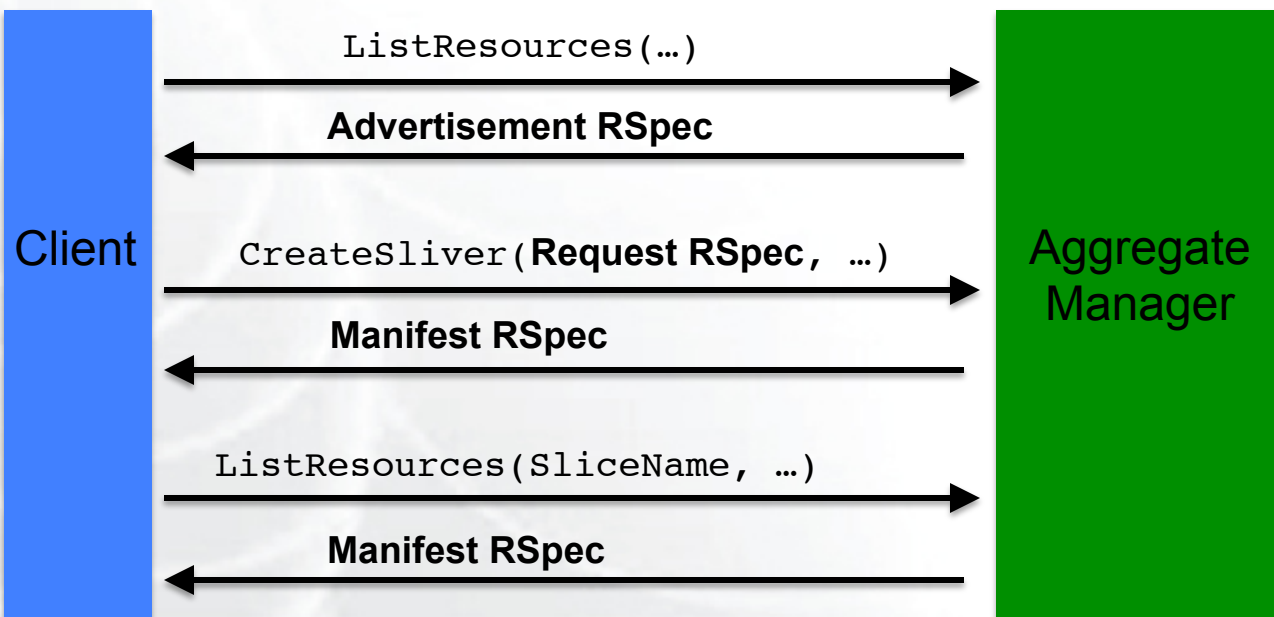 ListResources(…)
Advertisement RSpec
Client
CreateSliver(Request RSpec, …)
Aggregate
Manager
Manifest RSpec
ListResources(SliceName, …)
Manifest RSpec